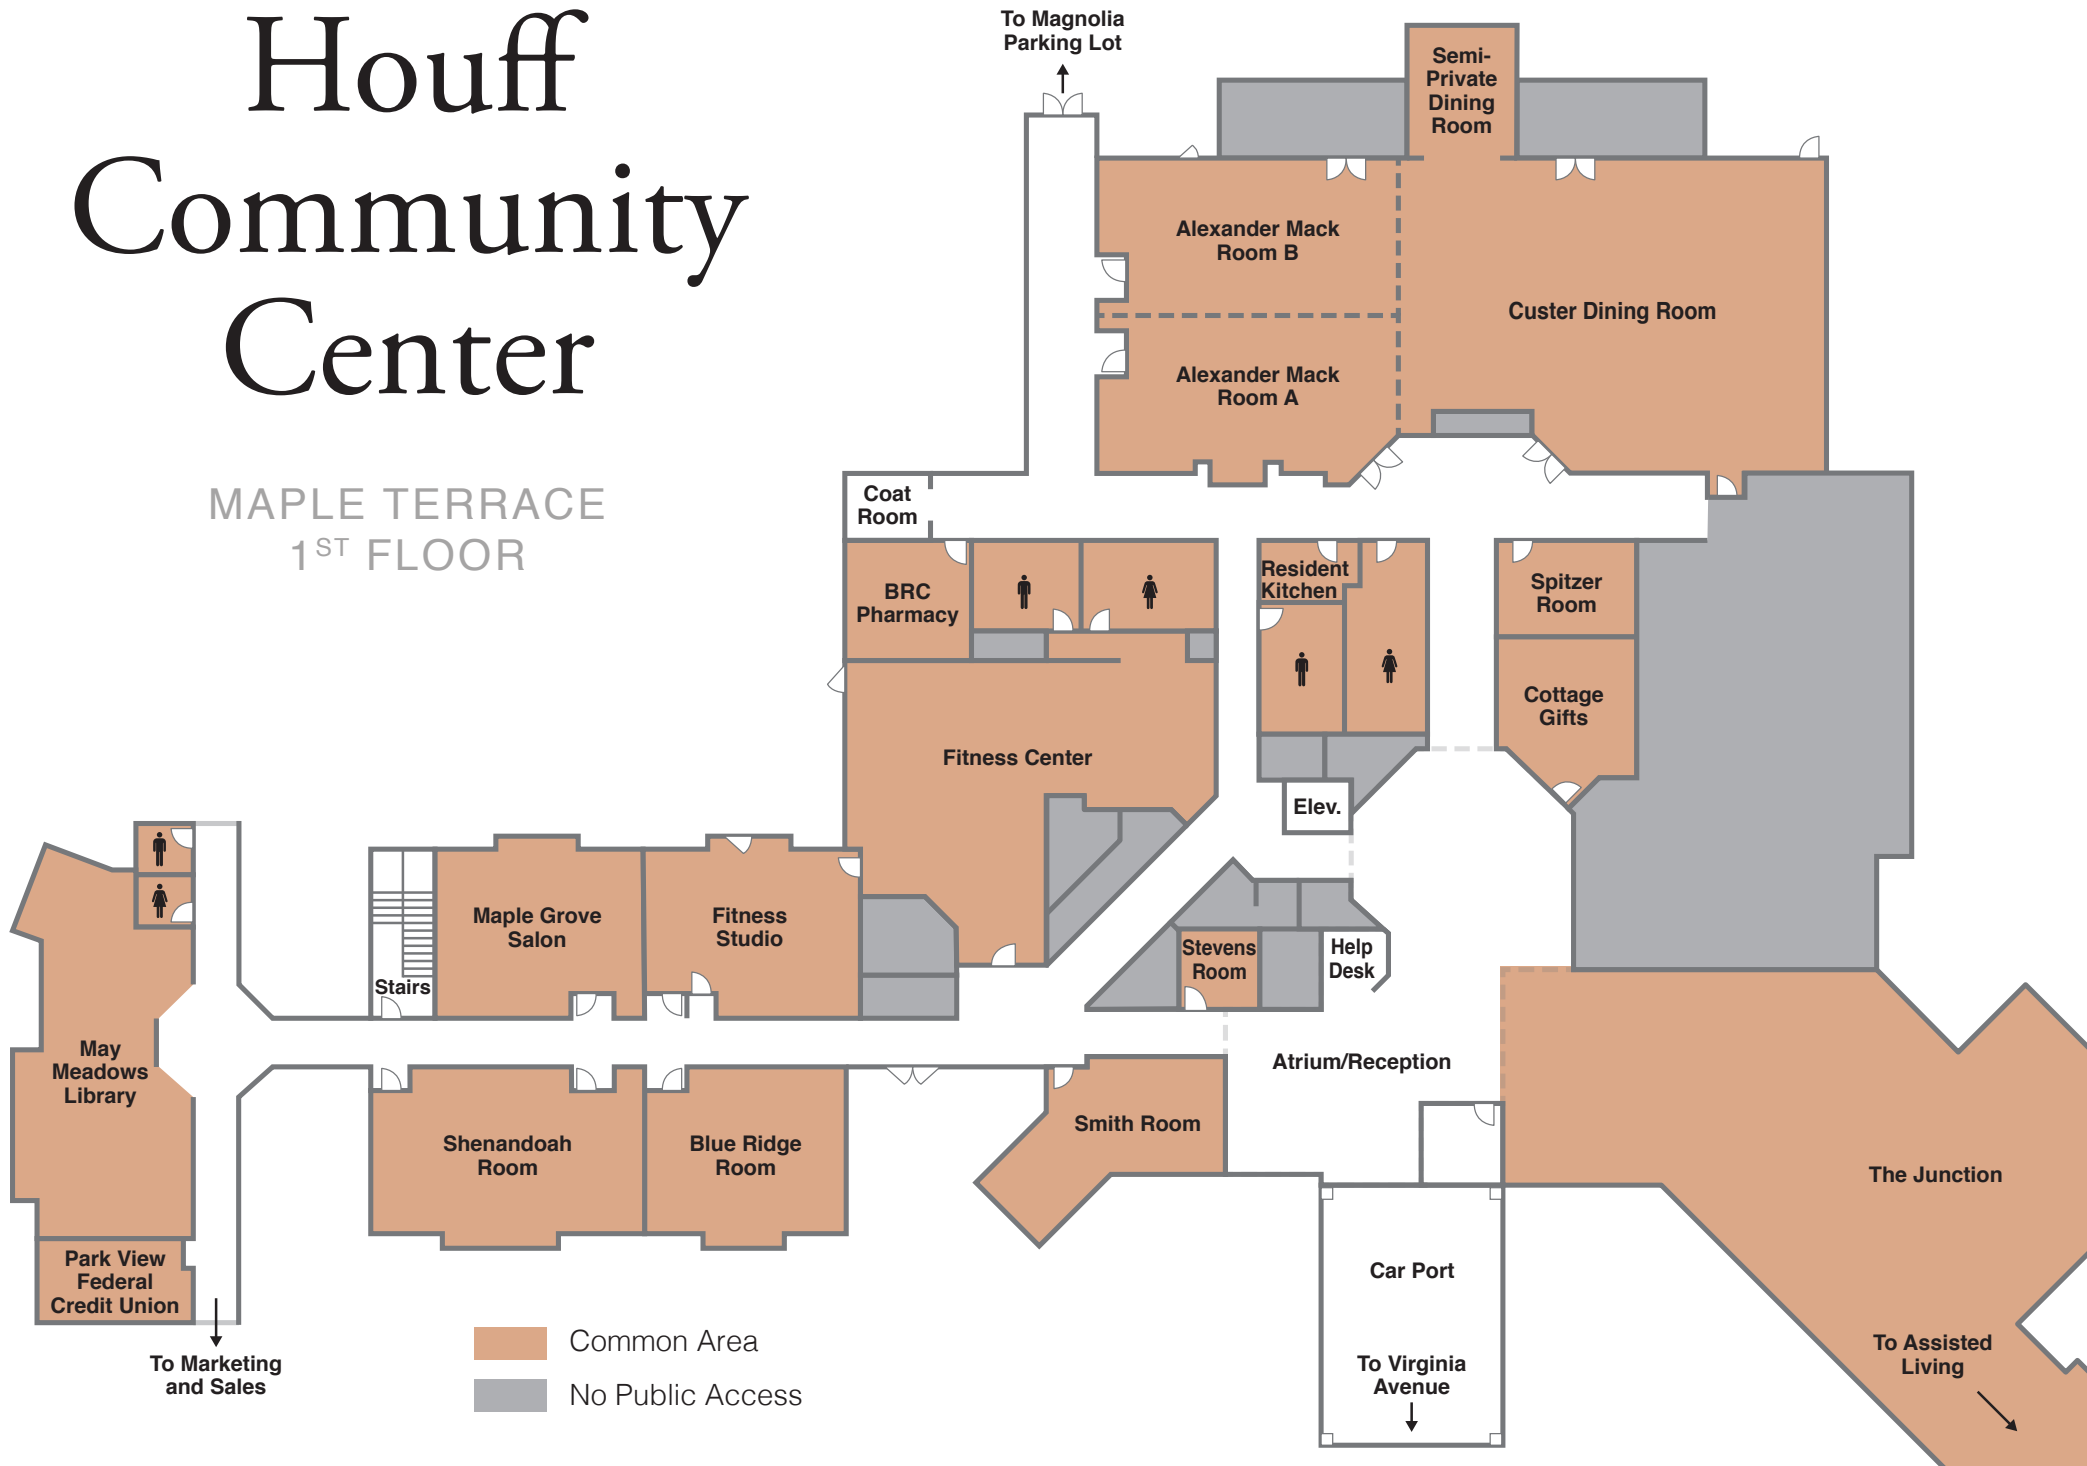 Houff
Community
Center
MAPLE TERRACE
1ST FLOOR
To Magnolia
Parking Lot
Semi-
Private
Dining
Room
Alexander Mack
Room B
Custer Dining Room
Alexander Mack
Room A
Coat
Room
BRC
Pharmacy
Resident
Kitchen
Spitzer
Room
Cottage
Gifts
Fitness Center
Elev.
Maple Grove
Salon
Fitness
Studio
Stevens
Room
Help
Desk
Stairs
May
Meadows
Library
Atrium/Reception
Smith Room
Shenandoah
Room
Blue Ridge
Room
The Junction
Park View
Federal
Credit Union
Car Port
To Marketing
and Sales
To Virginia
Avenue
To Assisted
Living
Common Area
No Public Access